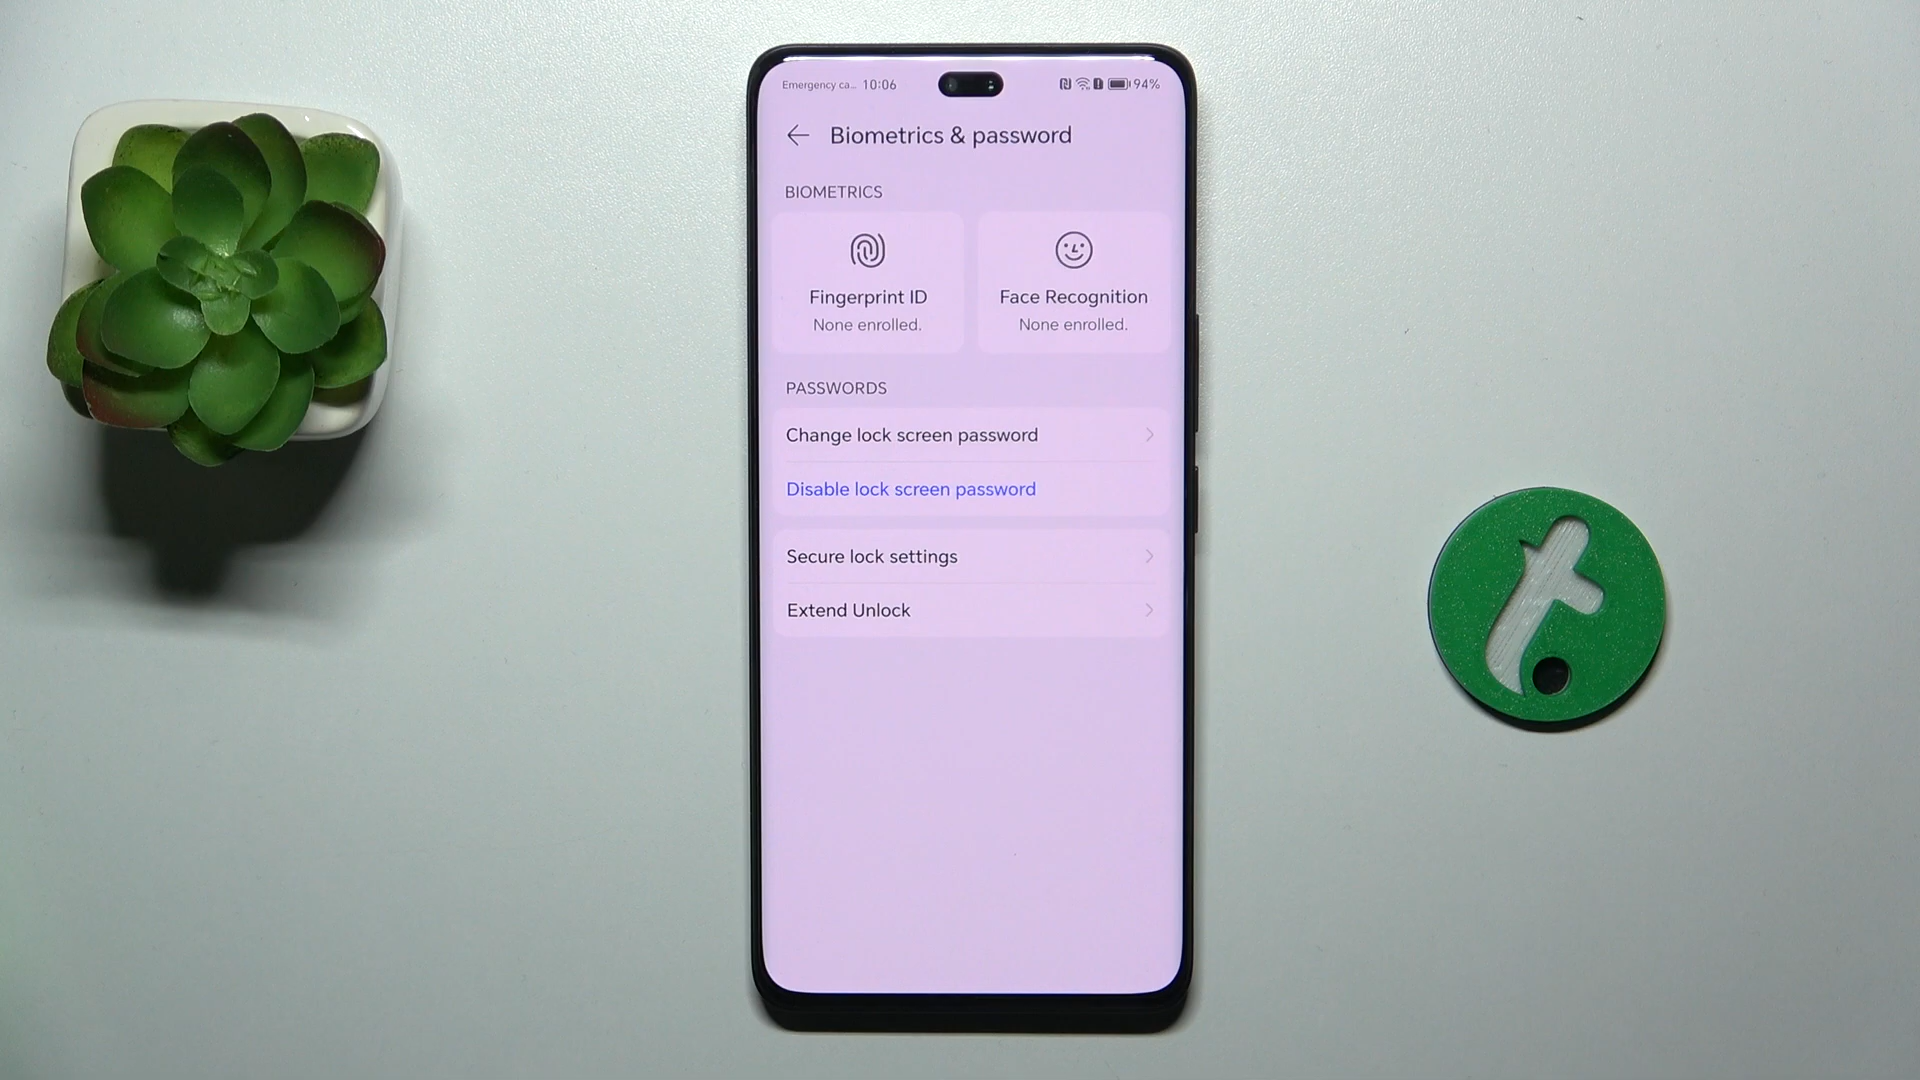 Emergency ca... 10:06 94%
Biometrics & password
BIOMETRICS
Fingerprint ID Face Recognition
None enrolled. None enrolled.
PASSWORDS
Change lock screen password
Disable lock screen password
Secure lock settings
Extend Unlock